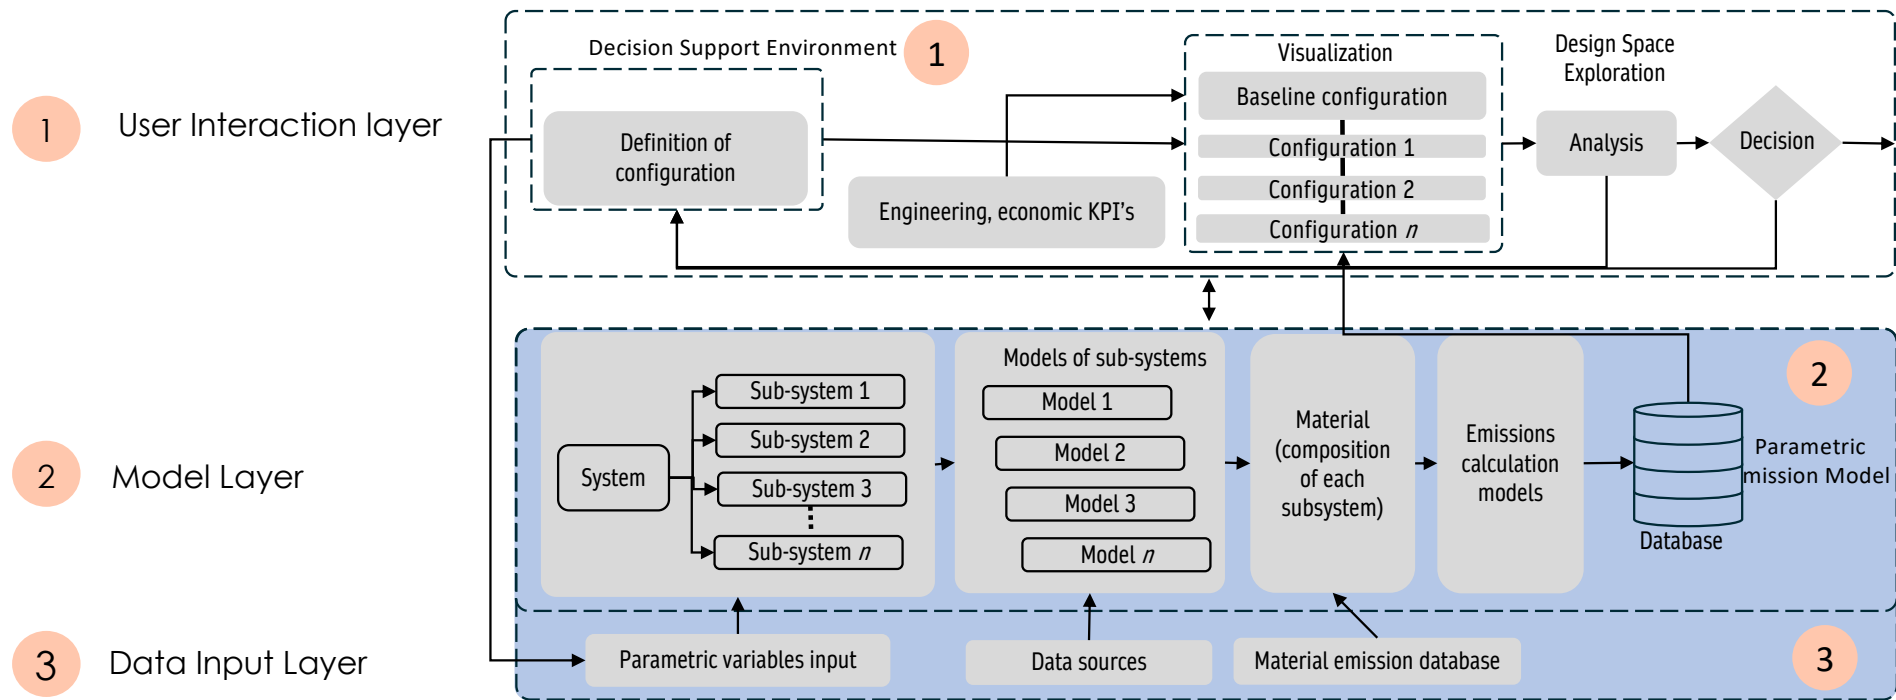 1
User Interaction layer
2
Model Layer
3
Data Input Layer
Decision Support Environment
1
Definition of
configuration
Engineering, economic KPI's
Visualization
Baseline configuration
Configuration 1
Configuration 2
Configuration n
Design Space
Exploration
Analysis
Decision
System
Sub-system 1
Sub-system 2
Sub-system 3
Sub-system n
Models of sub-systems
Model 1
Model 2
Model 3
Model n
Material
(composition
of each
subsystem)
Emissions
calculation
models
Database
2
Parametric
mission Model
Parametric variables input
Data sources
Material emission database
3